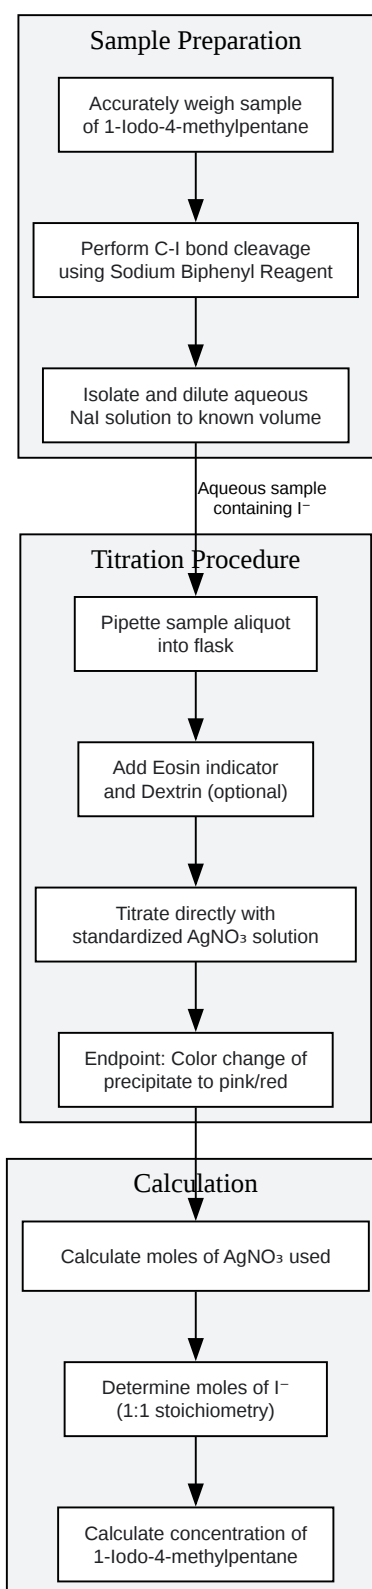 Sample Preparation
Accurately weigh sample
of 1-Iodo-4-methylpentane
Perform C-I bond cleavage
using Sodium Biphenyl Reagent
Isolate and dilute aqueous
NaI solution to known volume
Aqueous sample
containing I⁻
Titration Procedure
Pipette sample aliquot
into flask
Add Eosin indicator
and Dextrin (optional)
Titrate directly with
standardized AgNO₃ solution
Endpoint: Color change of
precipitate to pink/red
Calculation
Calculate moles of AgNO₃ used
Determine moles of I⁻
(1:1 stoichiometry)
Calculate concentration of
1-Iodo-4-methylpentane